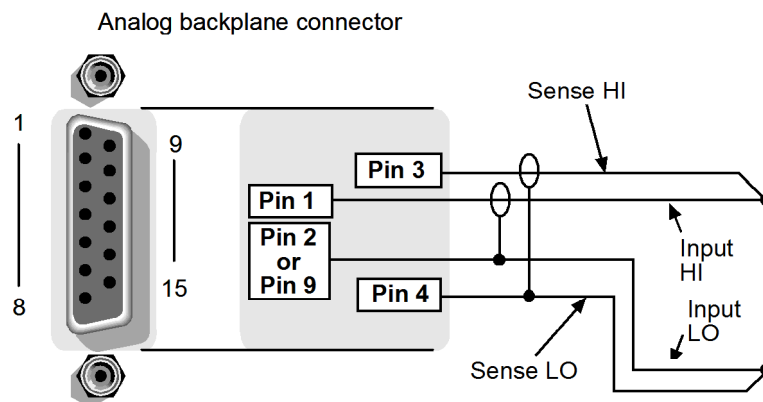 Analog backplane connector
1
9
8
15
Pin 3
Pin 1
Pin 2
or
Pin 9
Pin 4
Sense HI
Input
HI
Input
LO
Sense LO